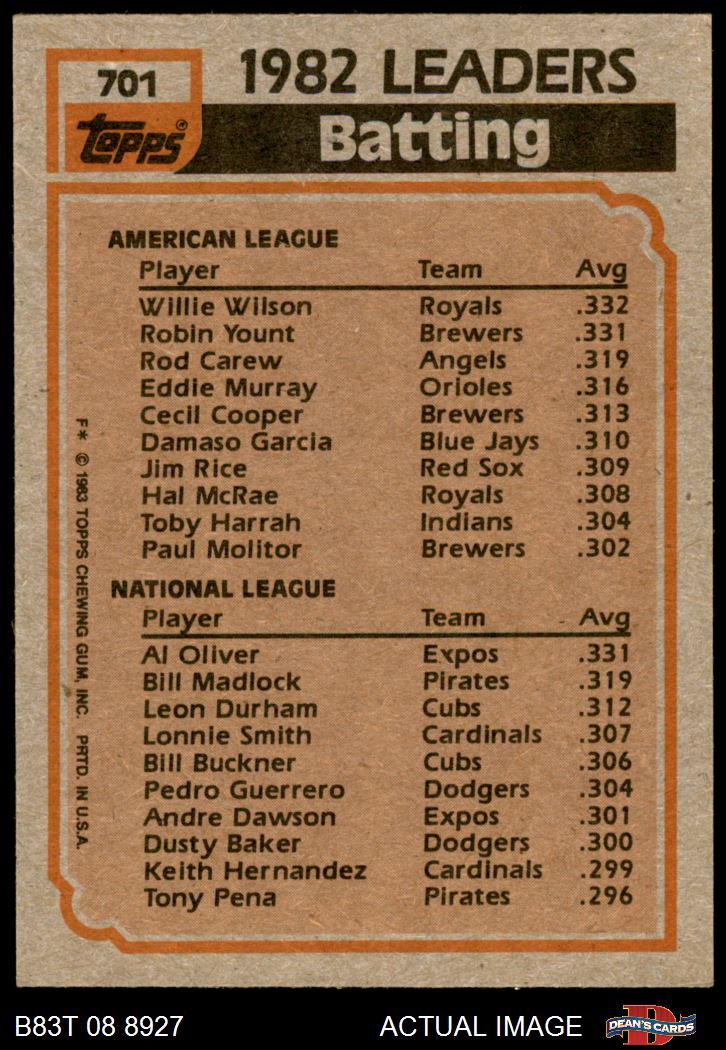 701
1982 LEADERS
Topps®
Batting
AMERICAN LEAGUE
Player Team Avg
Willie Wilson Royals .332
Robin Yount Brewers .331
Rod Carew Angels .319
Eddie Murray Orioles .316
Cecil Cooper Brewers .313
Damaso Garcia Blue Jays .310
Jim Rice Red Sox .309
Hal McRae Royals .308
Toby Harrah Indians .304
Paul Molitor Brewers .302
NATIONAL LEAGUE
Player Team Avg
Al Oliver Expos .331
Bill Madlock Pirates .319
Leon Durham Cubs .312
Lonnie Smith Cardinals .307
Bill Buckner Cubs .306
Pedro Guerrero Dodgers .304
Andre Dawson Expos .301
Dusty Baker Dodgers .300
Keith Hernandez Cardinals .299
Tony Pena Pirates .296
F* © 1983 TOPPS CHEWING GUM, INC. PRTD. IN U.S.A.
B83T 08 8927 ACTUAL IMAGE
D
DEAN'S CARDS